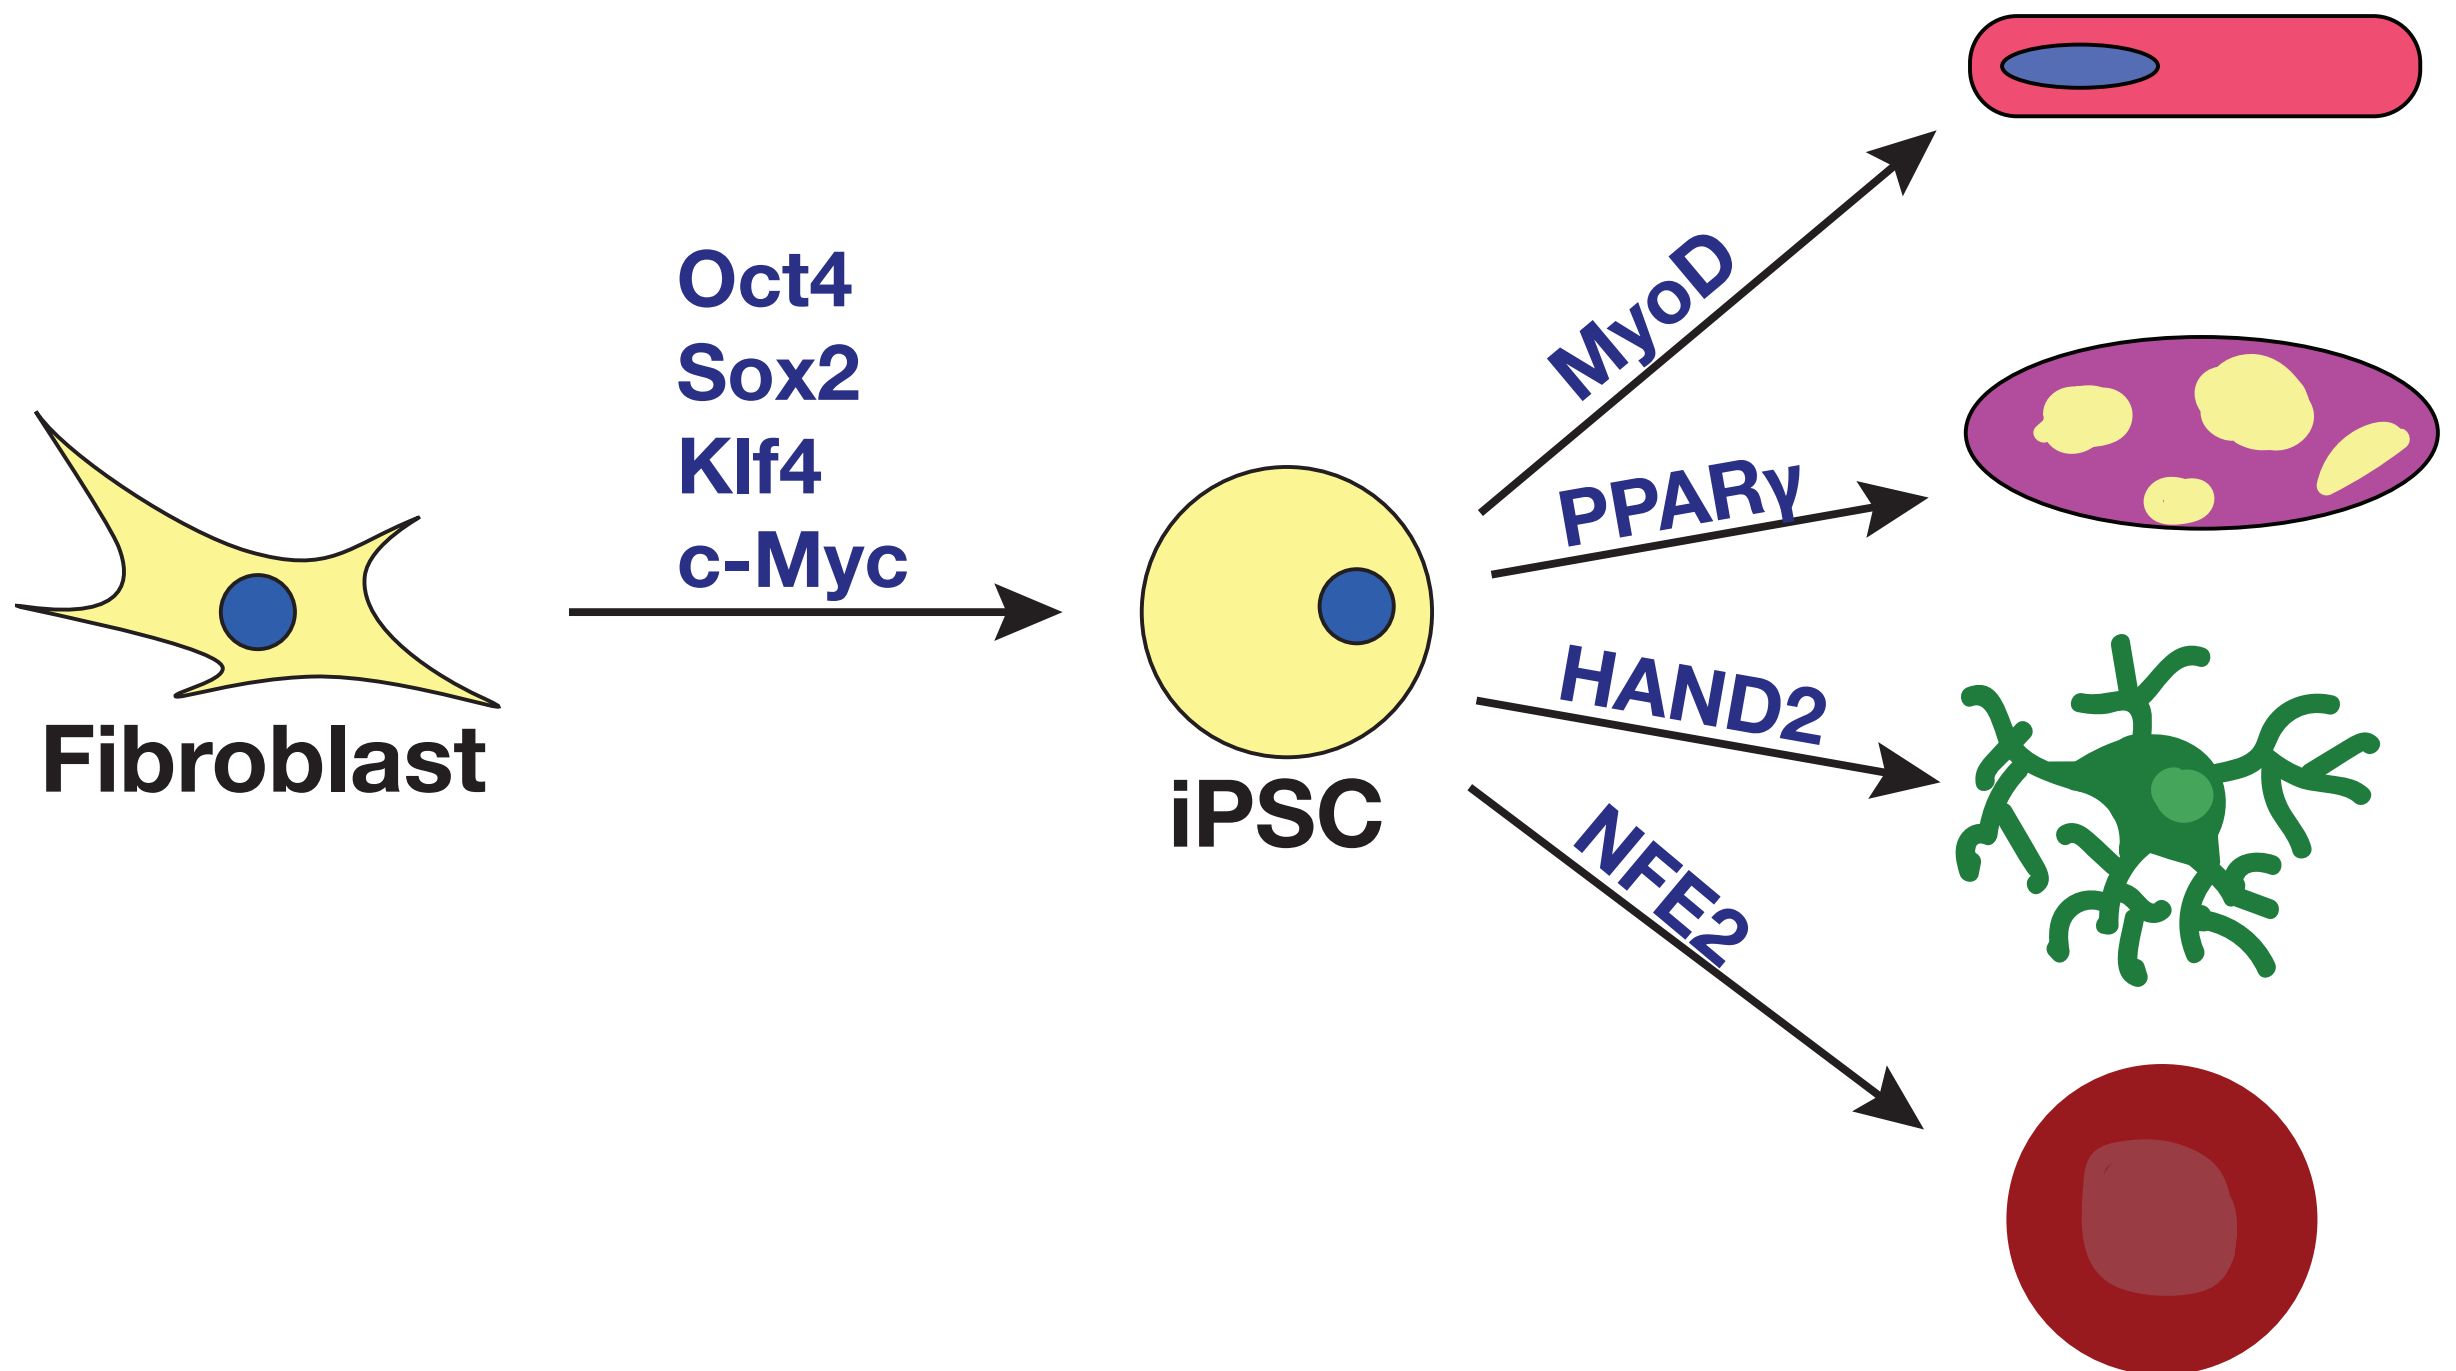 Oct4
Sox2
Klf4
c-Myc
Fibroblast
iPSC
MyoD
PPARγ
HAND2
NFE2